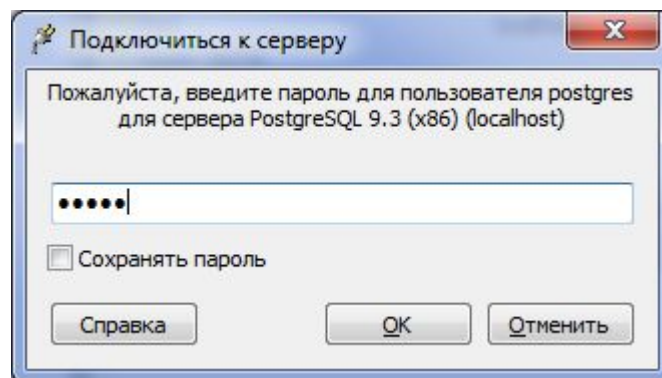 Подключиться к серверу
Пожалуйста, введите пароль для пользователя postgres
для сервера PostgreSQL 9.3 (x86) (localhost)
•••••
Сохранять пароль
Справка OK Отменить